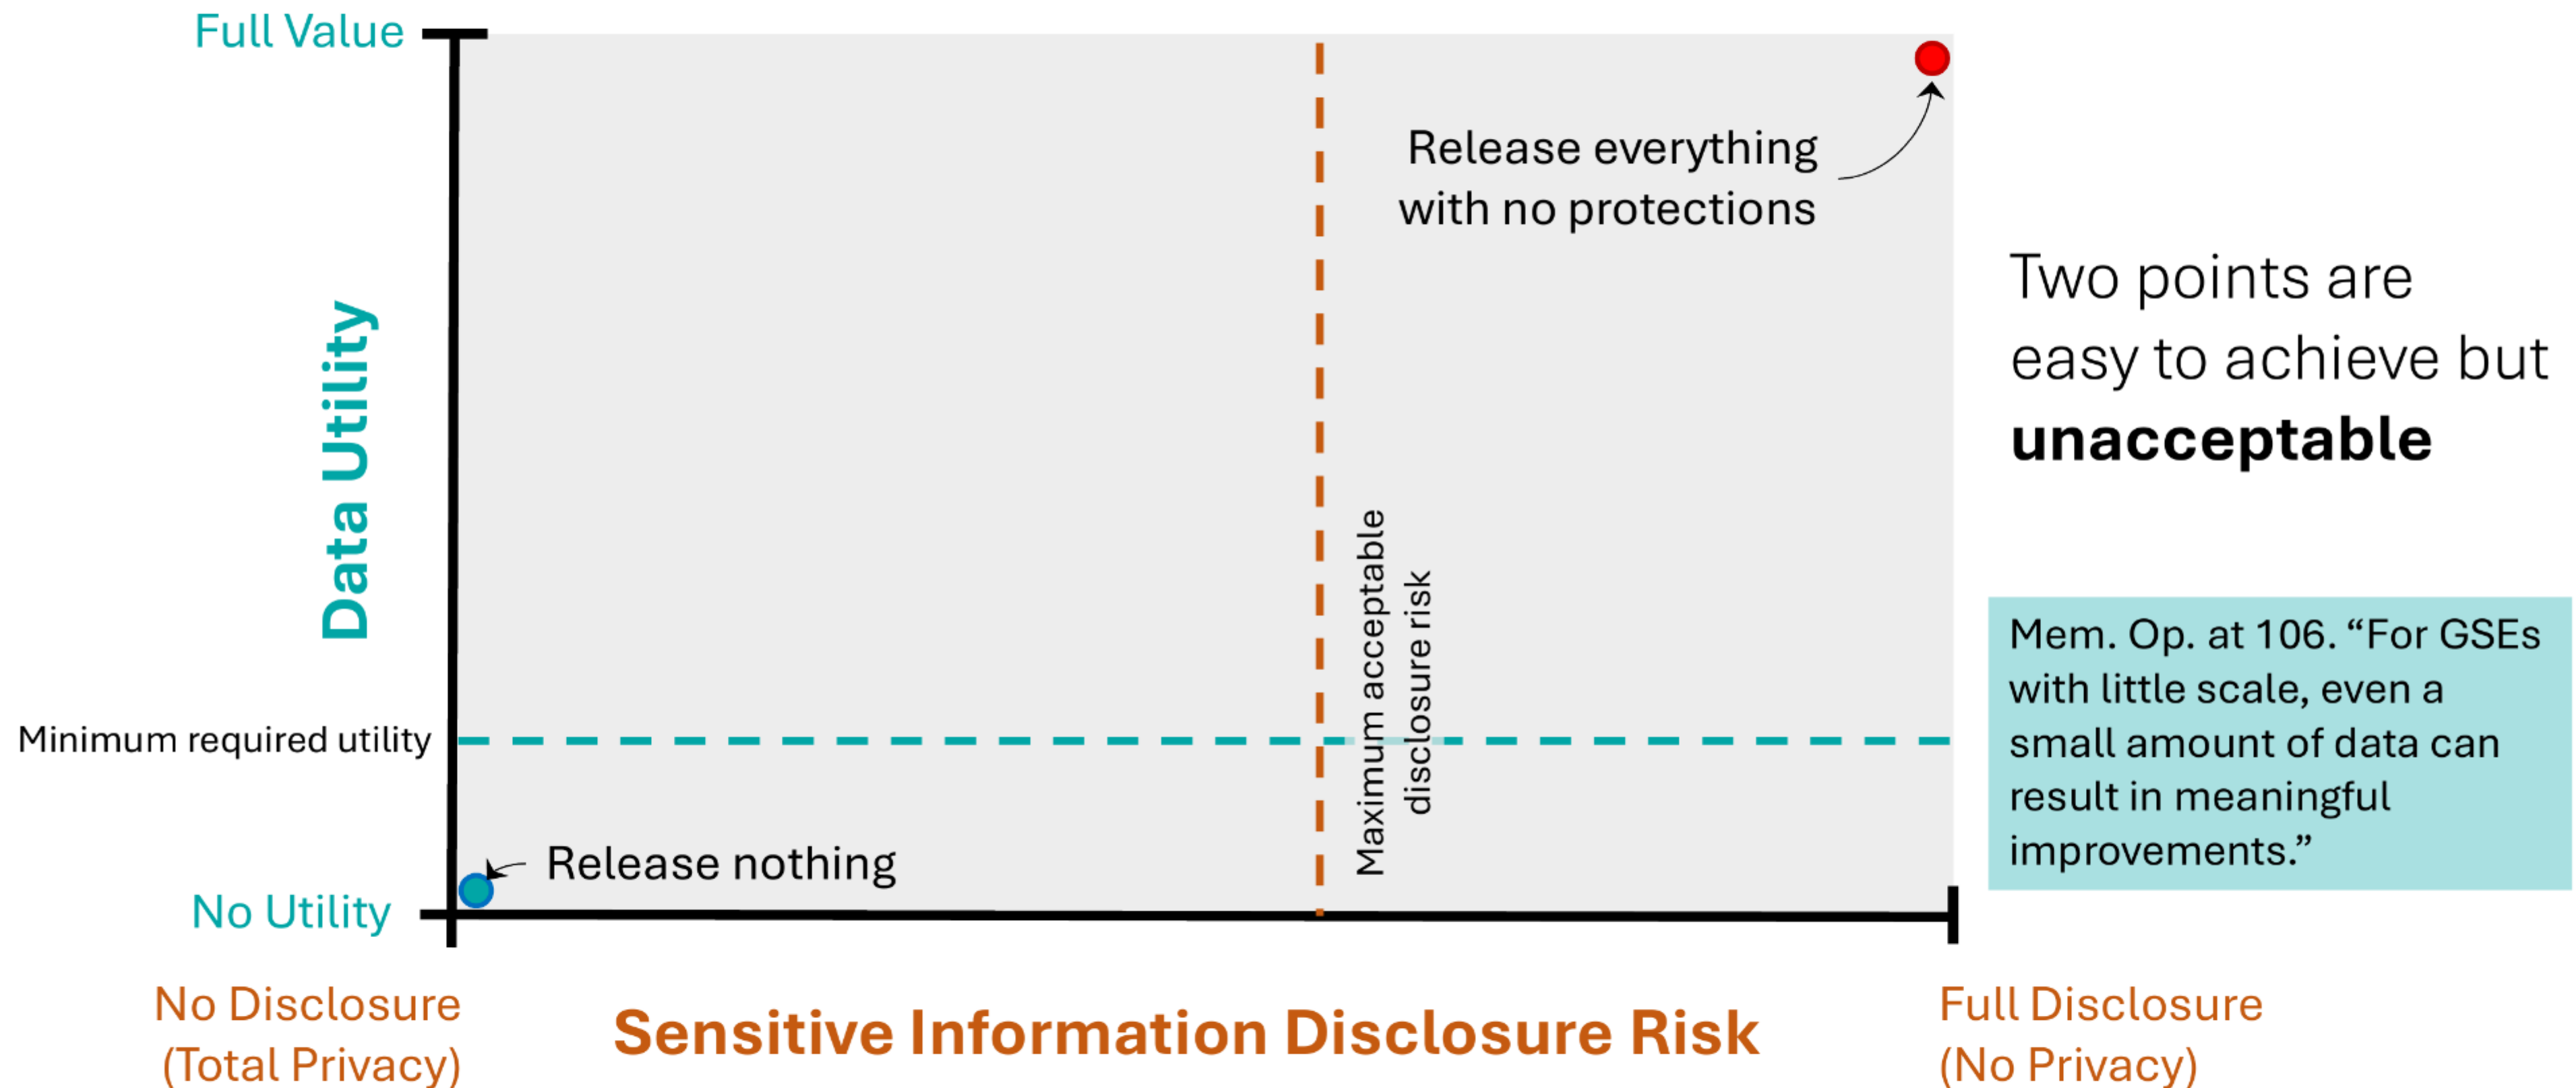 Full Value
Release everything
with no protections
Two points are
easy to achieve but
unacceptable
Data Utility
Maximum acceptable
disclosure risk
Mem. Op. at 106. “For GSEs
with little scale, even a
small amount of data can
result in meaningful
improvements.”
Minimum required utility
Release nothing
No Utility
No Disclosure
(Total Privacy)
Sensitive Information Disclosure Risk
Full Disclosure
(No Privacy)